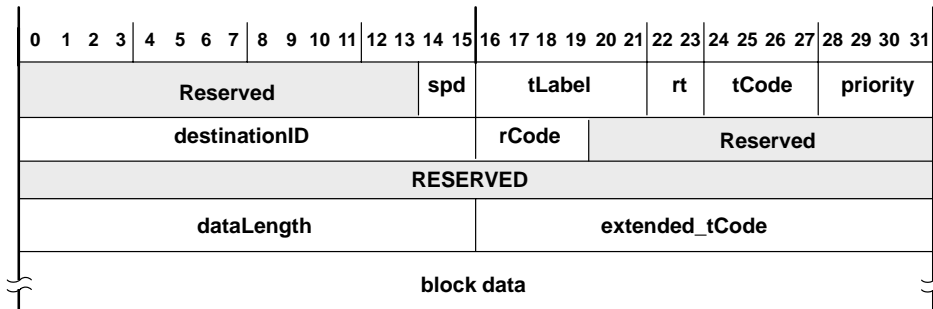 0 1 2 3 4 5 6 7 8 9 10 11 12 13 14 15 16 17 18 19 20 21 22 23 24 25 26 27 28 29 30 31
Reserved spd tLabel rt tCode priority
destinationID rCode Reserved
RESERVED
dataLength extended_tCode
block data